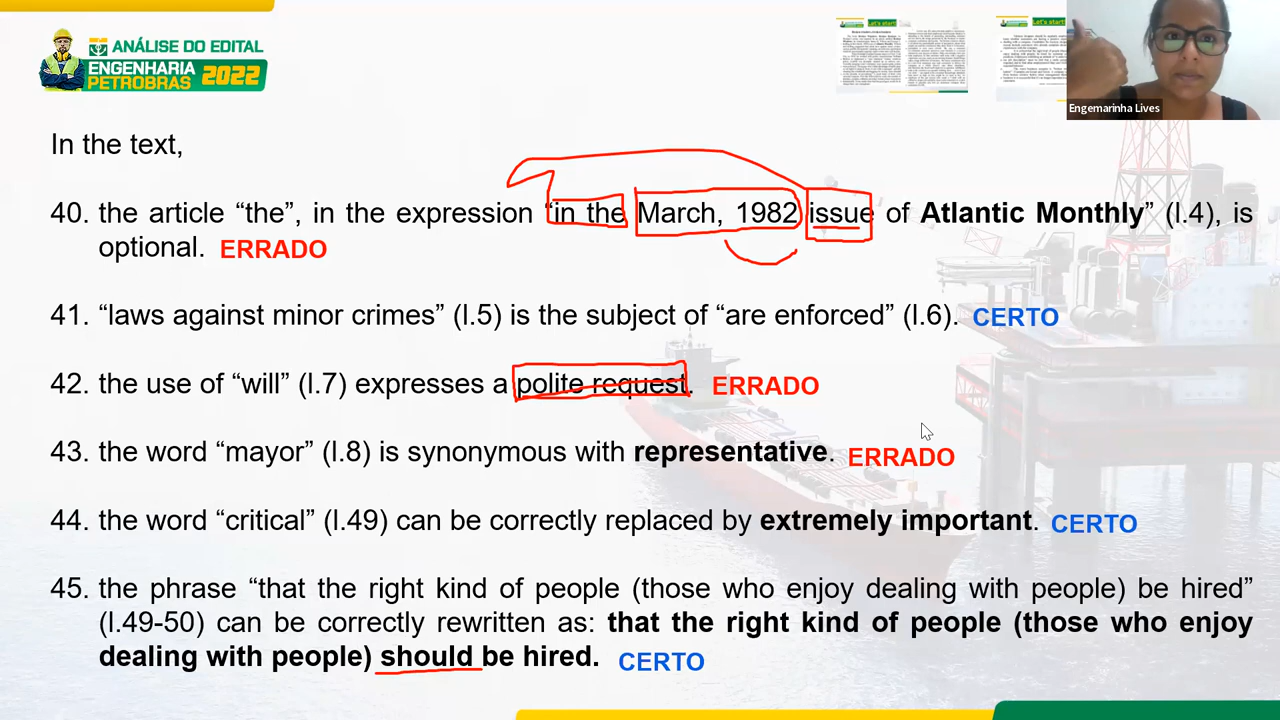 ANÁLISE DO EDITAL
ENGENHARIA
PETROBRAS 2022
Let's start!
Let's start!
Engemarinha Lives
In the text,
40. the article “the”, in the expression “in the March, 1982 issue of Atlantic Monthly” (l.4), is
optional. ERRADO
41. “laws against minor crimes” (l.5) is the subject of “are enforced” (l.6). CERTO
42. the use of “will” (l.7) expresses a polite request. ERRADO
43. the word “mayor” (l.8) is synonymous with representative. ERRADO
44. the word “critical” (l.49) can be correctly replaced by extremely important. CERTO
45. the phrase “that the right kind of people (those who enjoy dealing with people) be hired”
(l.49-50) can be correctly rewritten as: that the right kind of people (those who enjoy
dealing with people) should be hired. CERTO